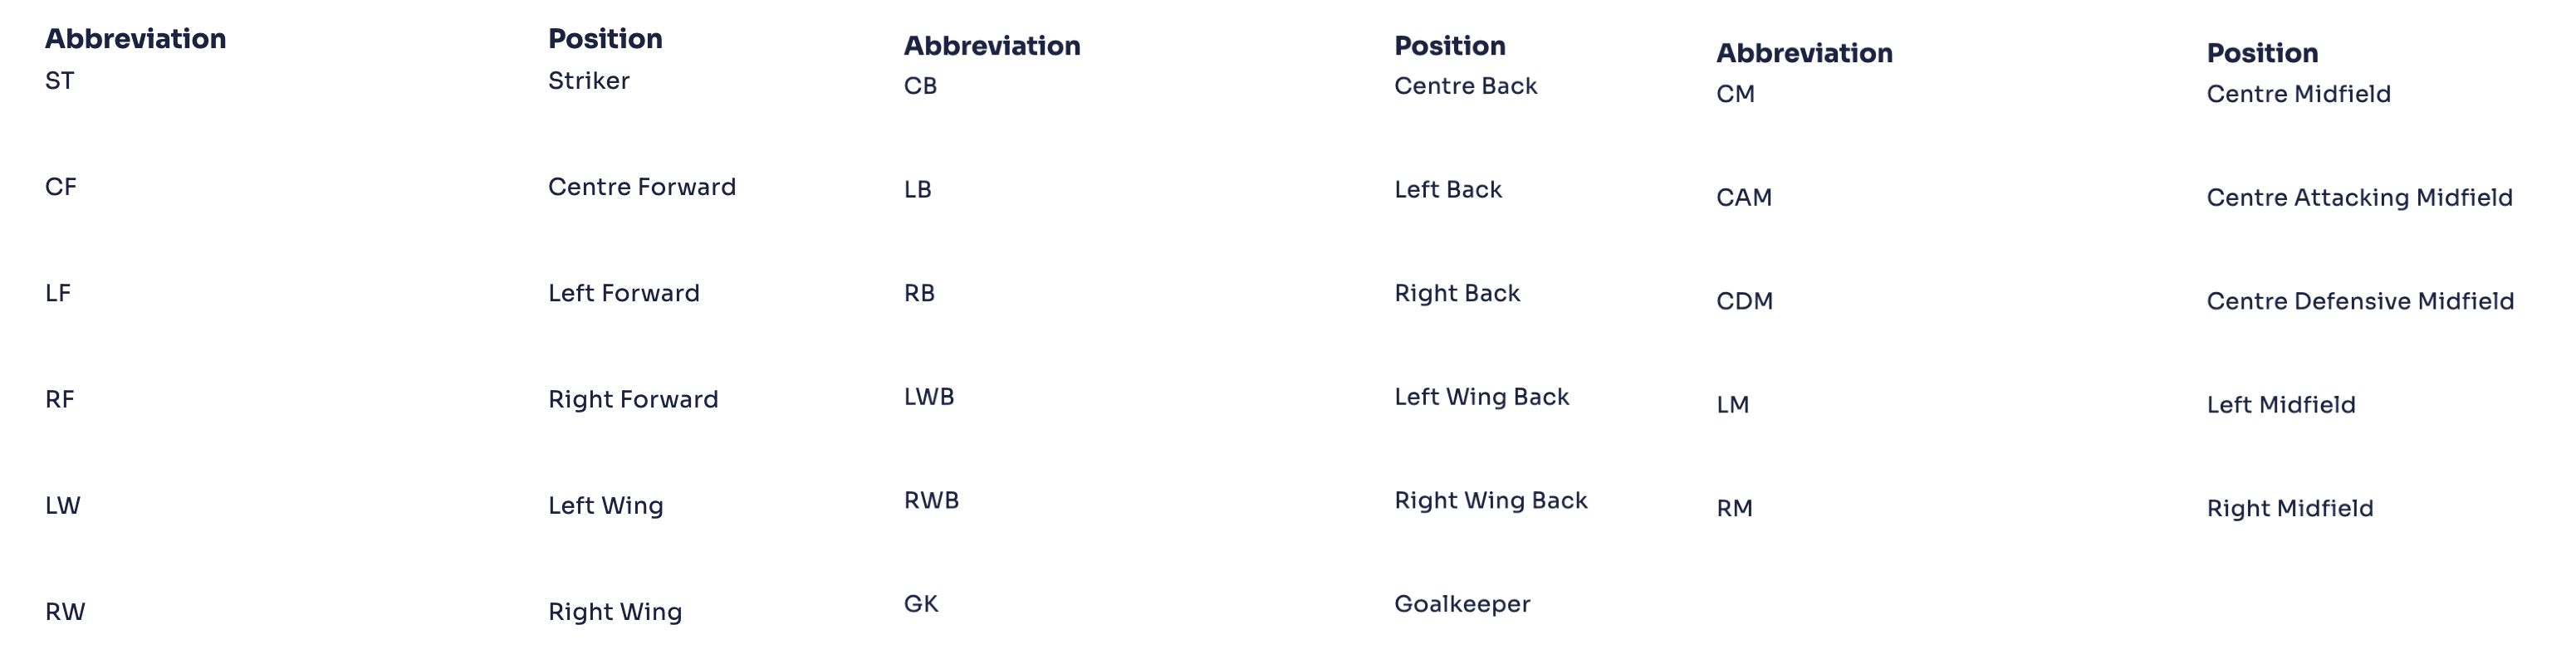 Abbreviation Position
ST Striker
CF Centre Forward
LF Left Forward
RF Right Forward
LW Left Wing
RW Right Wing
Abbreviation Position
CB Centre Back
LB Left Back
RB Right Back
LWB Left Wing Back
RWB Right Wing Back
GK Goalkeeper
Abbreviation Position
CM Centre Midfield
CAM Centre Attacking Midfield
CDM Centre Defensive Midfield
LM Left Midfield
RM Right Midfield